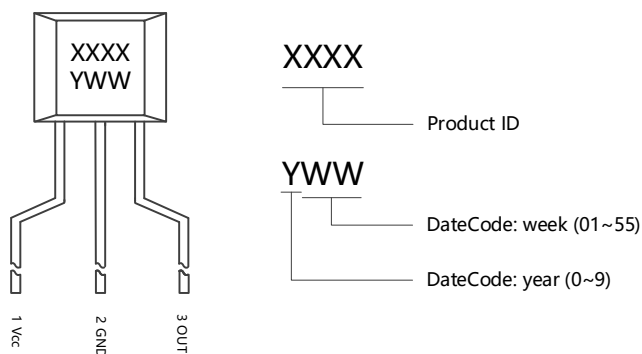 XXXX
YWW
1 Vcc
2 GND
3 OUT
XXXX
Product ID
YWW
DateCode: week (01~55)
DateCode: year (0~9)